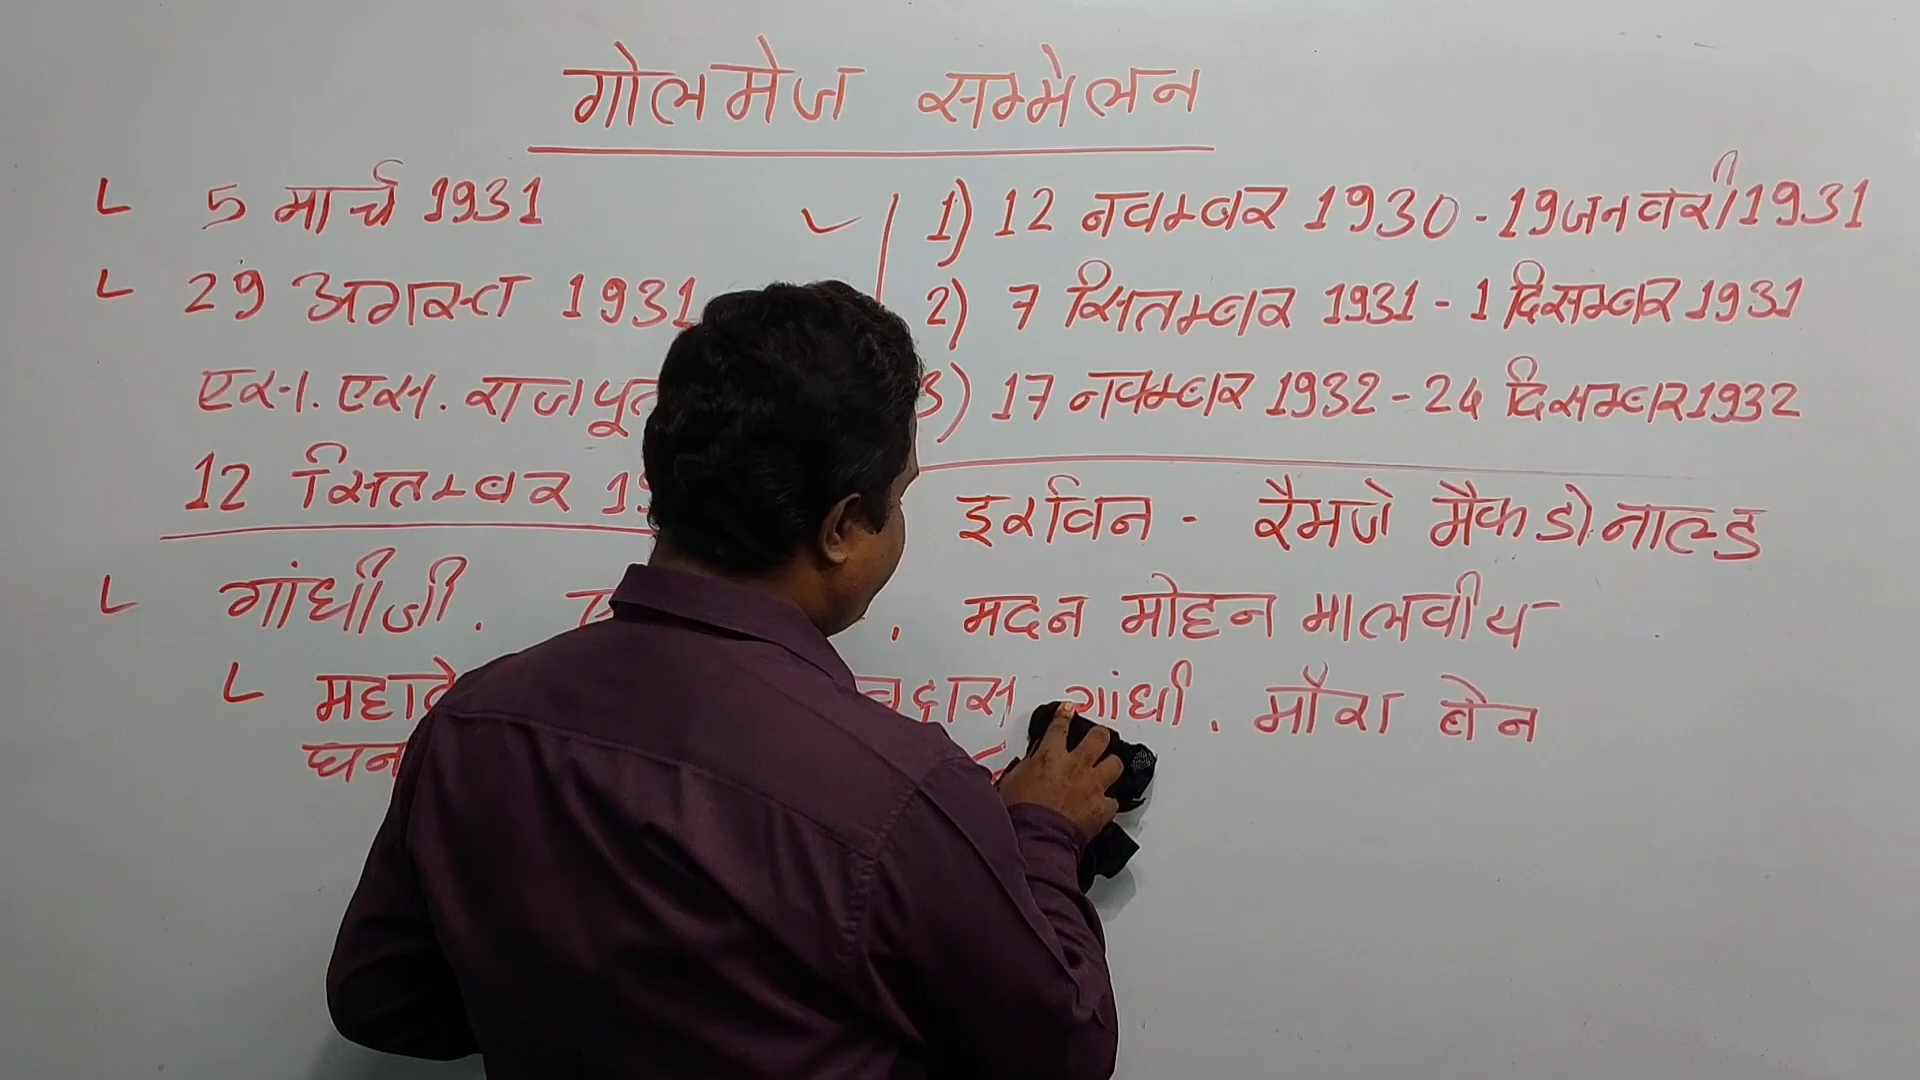 गोलमेज सम्मेलन
5 मार्च 1931
29 अगस्त 1931
एस. एस. राजपूत
12 सितम्बर
1) 12 नवम्बर 1930 - 19 जनवरी 1931
2) 7 सितम्बर 1931 - 1 दिसम्बर 1931
3) 17 नवम्बर 1932 - 24 दिसम्बर 1932
इरविन - रैमजे मैकडोनाल्ड
गांधीजी. . मदन मोहन मालवीय
गांधी. मीरा बेन